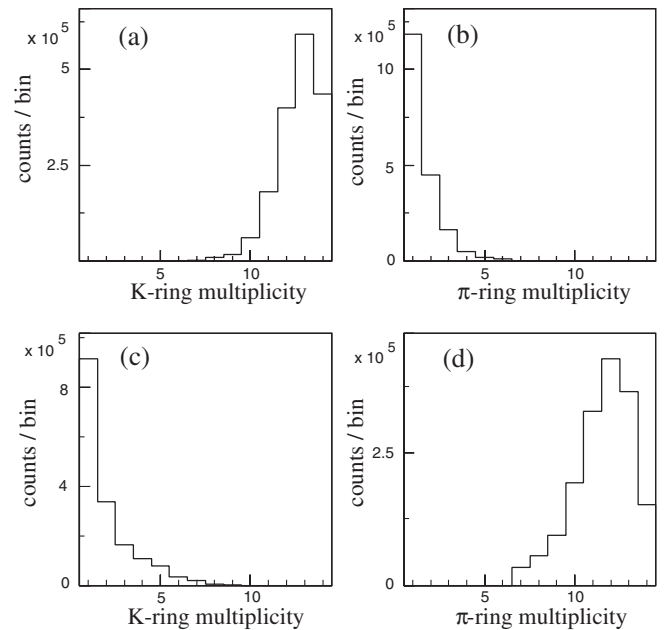 x 10 5
(a)
5
2.5
counts / bin
5
10
K-ring multiplicity
x 10 5
(b)
10
5
0
counts / bin
5
10
π-ring multiplicity
x 10 5
(c)
8
4
0
counts / bin
5
10
K-ring multiplicity
x 10 5
(d)
2.5
0
counts / bin
5
10
π-ring multiplicity